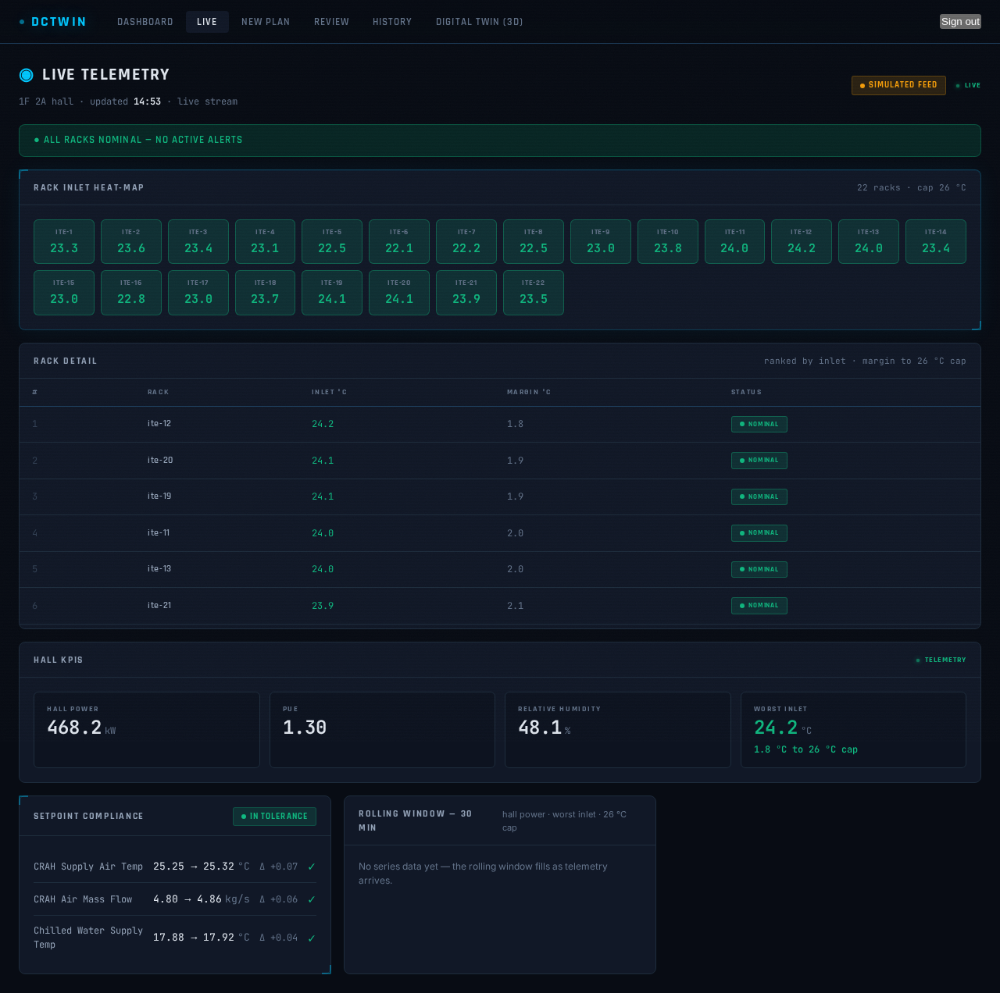 DCTWIN
DASHBOARD
LIVE
NEW PLAN
REVIEW
HISTORY
DIGITAL TWIN (3D)
Sign out
LIVE TELEMETRY
1F 2A hall · updated 14:53 · live stream
SIMULATED FEED
LIVE
ALL RACKS NOMINAL — NO ACTIVE ALERTS
RACK INLET HEAT-MAP
22 racks · cap 26 °C
ITE-1 ITE-2 ITE-3 ITE-4 ITE-5 ITE-6 ITE-7 ITE-8 ITE-9 ITE-10 ITE-11 ITE-12 ITE-13 ITE-14
23.3 23.6 23.4 23.1 22.5 22.1 22.2 22.5 23.0 23.8 24.0 24.2 24.0 23.4
ITE-15 ITE-16 ITE-17 ITE-18 ITE-19 ITE-20 ITE-21 ITE-22
23.0 22.8 23.0 23.7 24.1 24.1 23.9 23.5
RACK DETAIL
ranked by inlet · margin to 26 °C cap
# RACK INLET °C MARGIN °C STATUS
1 ite-12 24.2 1.8 NOMINAL
2 ite-20 24.1 1.9 NOMINAL
3 ite-19 24.1 1.9 NOMINAL
4 ite-11 24.0 2.0 NOMINAL
5 ite-13 24.0 2.0 NOMINAL
6 ite-21 23.9 2.1 NOMINAL
HALL KPIS
TELEMETRY
HALL POWER
468.2 kW
PUE
1.30
RELATIVE HUMIDITY
48.1 %
WORST INLET
24.2 °C
1.8 °C to 26 °C cap
SETPOINT COMPLIANCE
IN TOLERANCE
CRAH Supply Air Temp 25.25 → 25.32 °C Δ +0.07 ✓
CRAH Air Mass Flow 4.80 → 4.86 kg/s Δ +0.06 ✓
Chilled Water Supply
Temp
17.88 → 17.92 °C Δ +0.04 ✓
ROLLING WINDOW — 30
MIN
hall power · worst inlet · 26 °C
cap
No series data yet — the rolling window fills as telemetry
arrives.